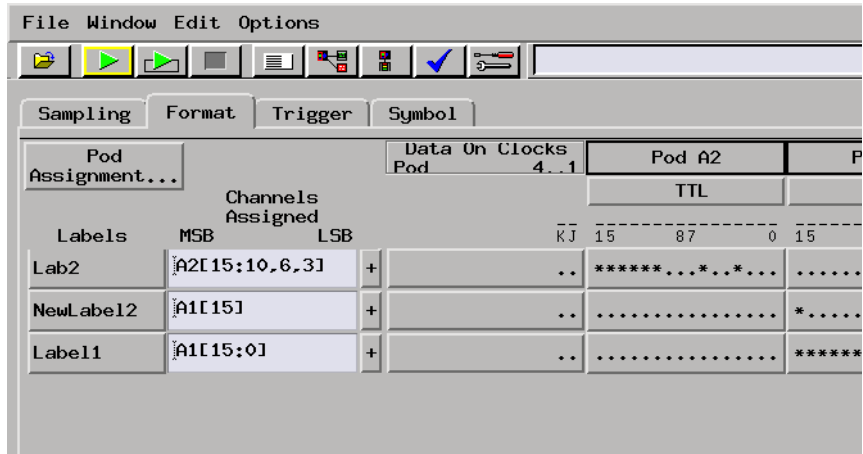 File Window Edit Options
Sampling Format Trigger Symbol
Pod Assignment...
Data On Clocks
Pod 4..1
Pod A2
P
TTL
Channels
Assigned
Labels MSB LSB KJ 15 87 0 15
Lab2 A2[15:10,6,3] + .. ******...*..*... ......
NewLabel2 A1[15] + .. ................ *.....
Label1 A1[15:0] + .. ................ ******